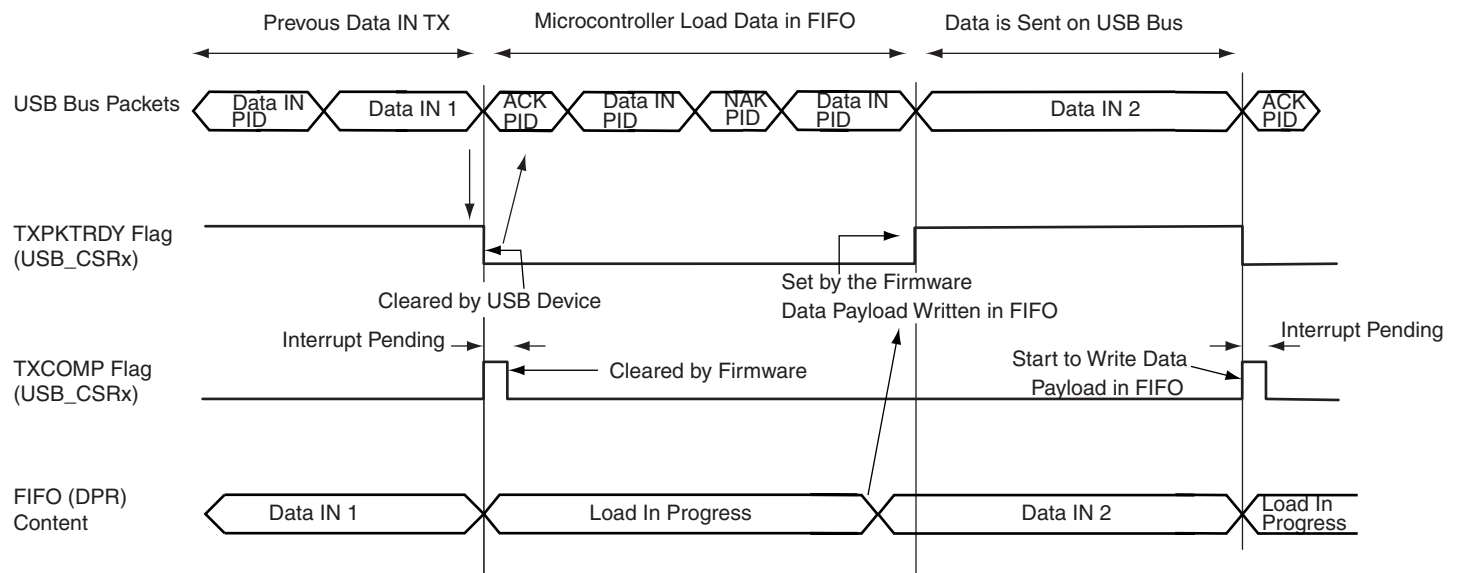 Prevous Data IN TX
Microcontroller Load Data in FIFO
Data is Sent on USB Bus
USB Bus Packets
Data IN
PID
Data IN 1
ACK
PID
Data IN
PID
NAK
PID
Data IN
PID
Data IN 2
ACK
PID
TXPKTRDY Flag
(USB_CSRx)
Cleared by USB Device
Set by the Firmware
Data Payload Written in FIFO
Interrupt Pending
Interrupt Pending
TXCOMP Flag
(USB_CSRx)
Cleared by Firmware
Start to Write Data
Payload in FIFO
FIFO (DPR)
Content
Data IN 1
Load In Progress
Data IN 2
Load In
Progress